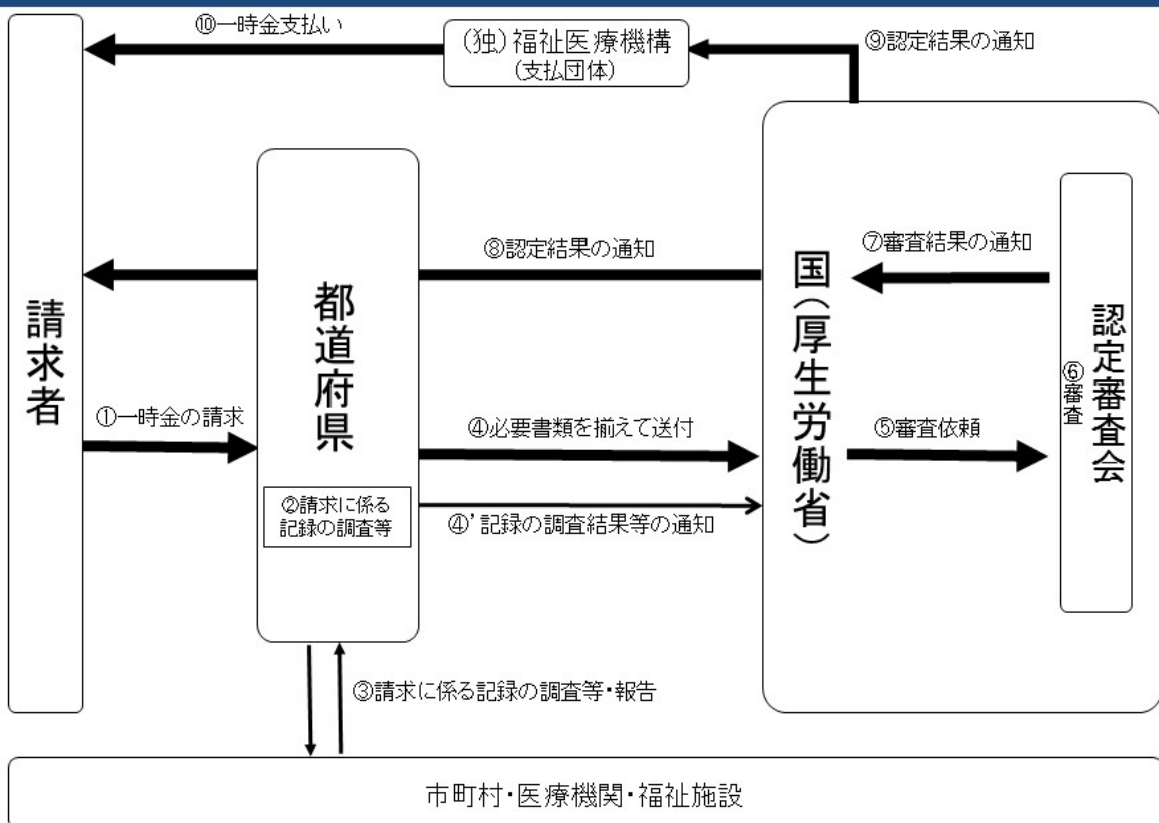 ⑩一時金支払い
(独)福祉医療機構
(支払団体)
⑨認定結果の通知
請求者
都道府県
⑧認定結果の通知
国(厚生労働省)
⑦審査結果の通知
認定審査会
⑥審査
①一時金の請求
④必要書類を揃えて送付
⑤審査依頼
②請求に係る
記録の調査等
④’記録の調査結果等の通知
③請求に係る記録の調査等・報告
市町村・医療機関・福祉施設